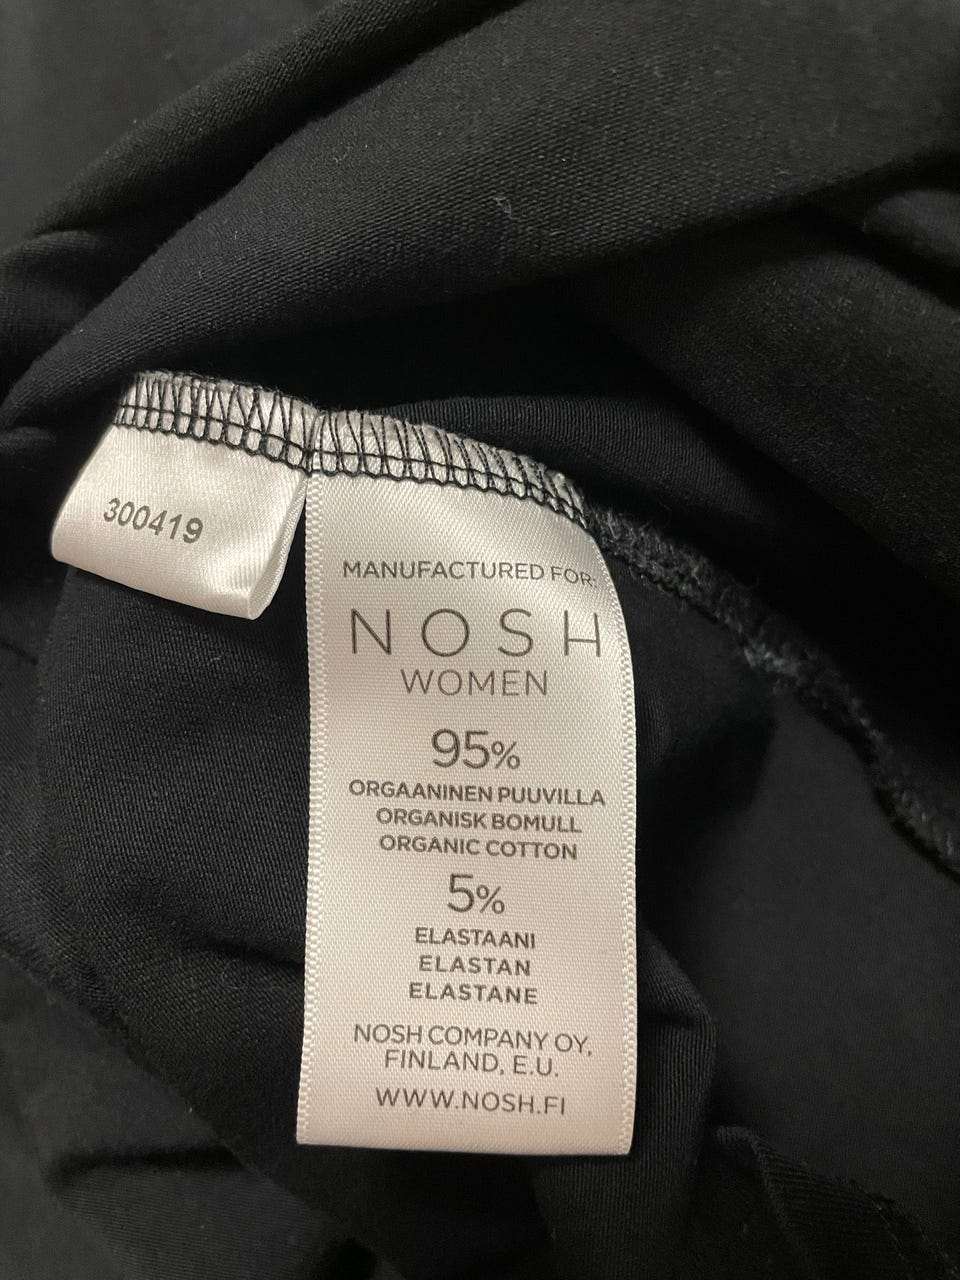 300419
MANUFACTURED FOR:
NOSH
WOMEN
95%
ORGAANINEN PUUVILLA
ORGANISK BOMULL
ORGANIC COTTON
5%
ELASTAANI
ELASTAN
ELASTANE
NOSH COMPANY OY,
FINLAND, E.U.
WWW.NOSH.FI